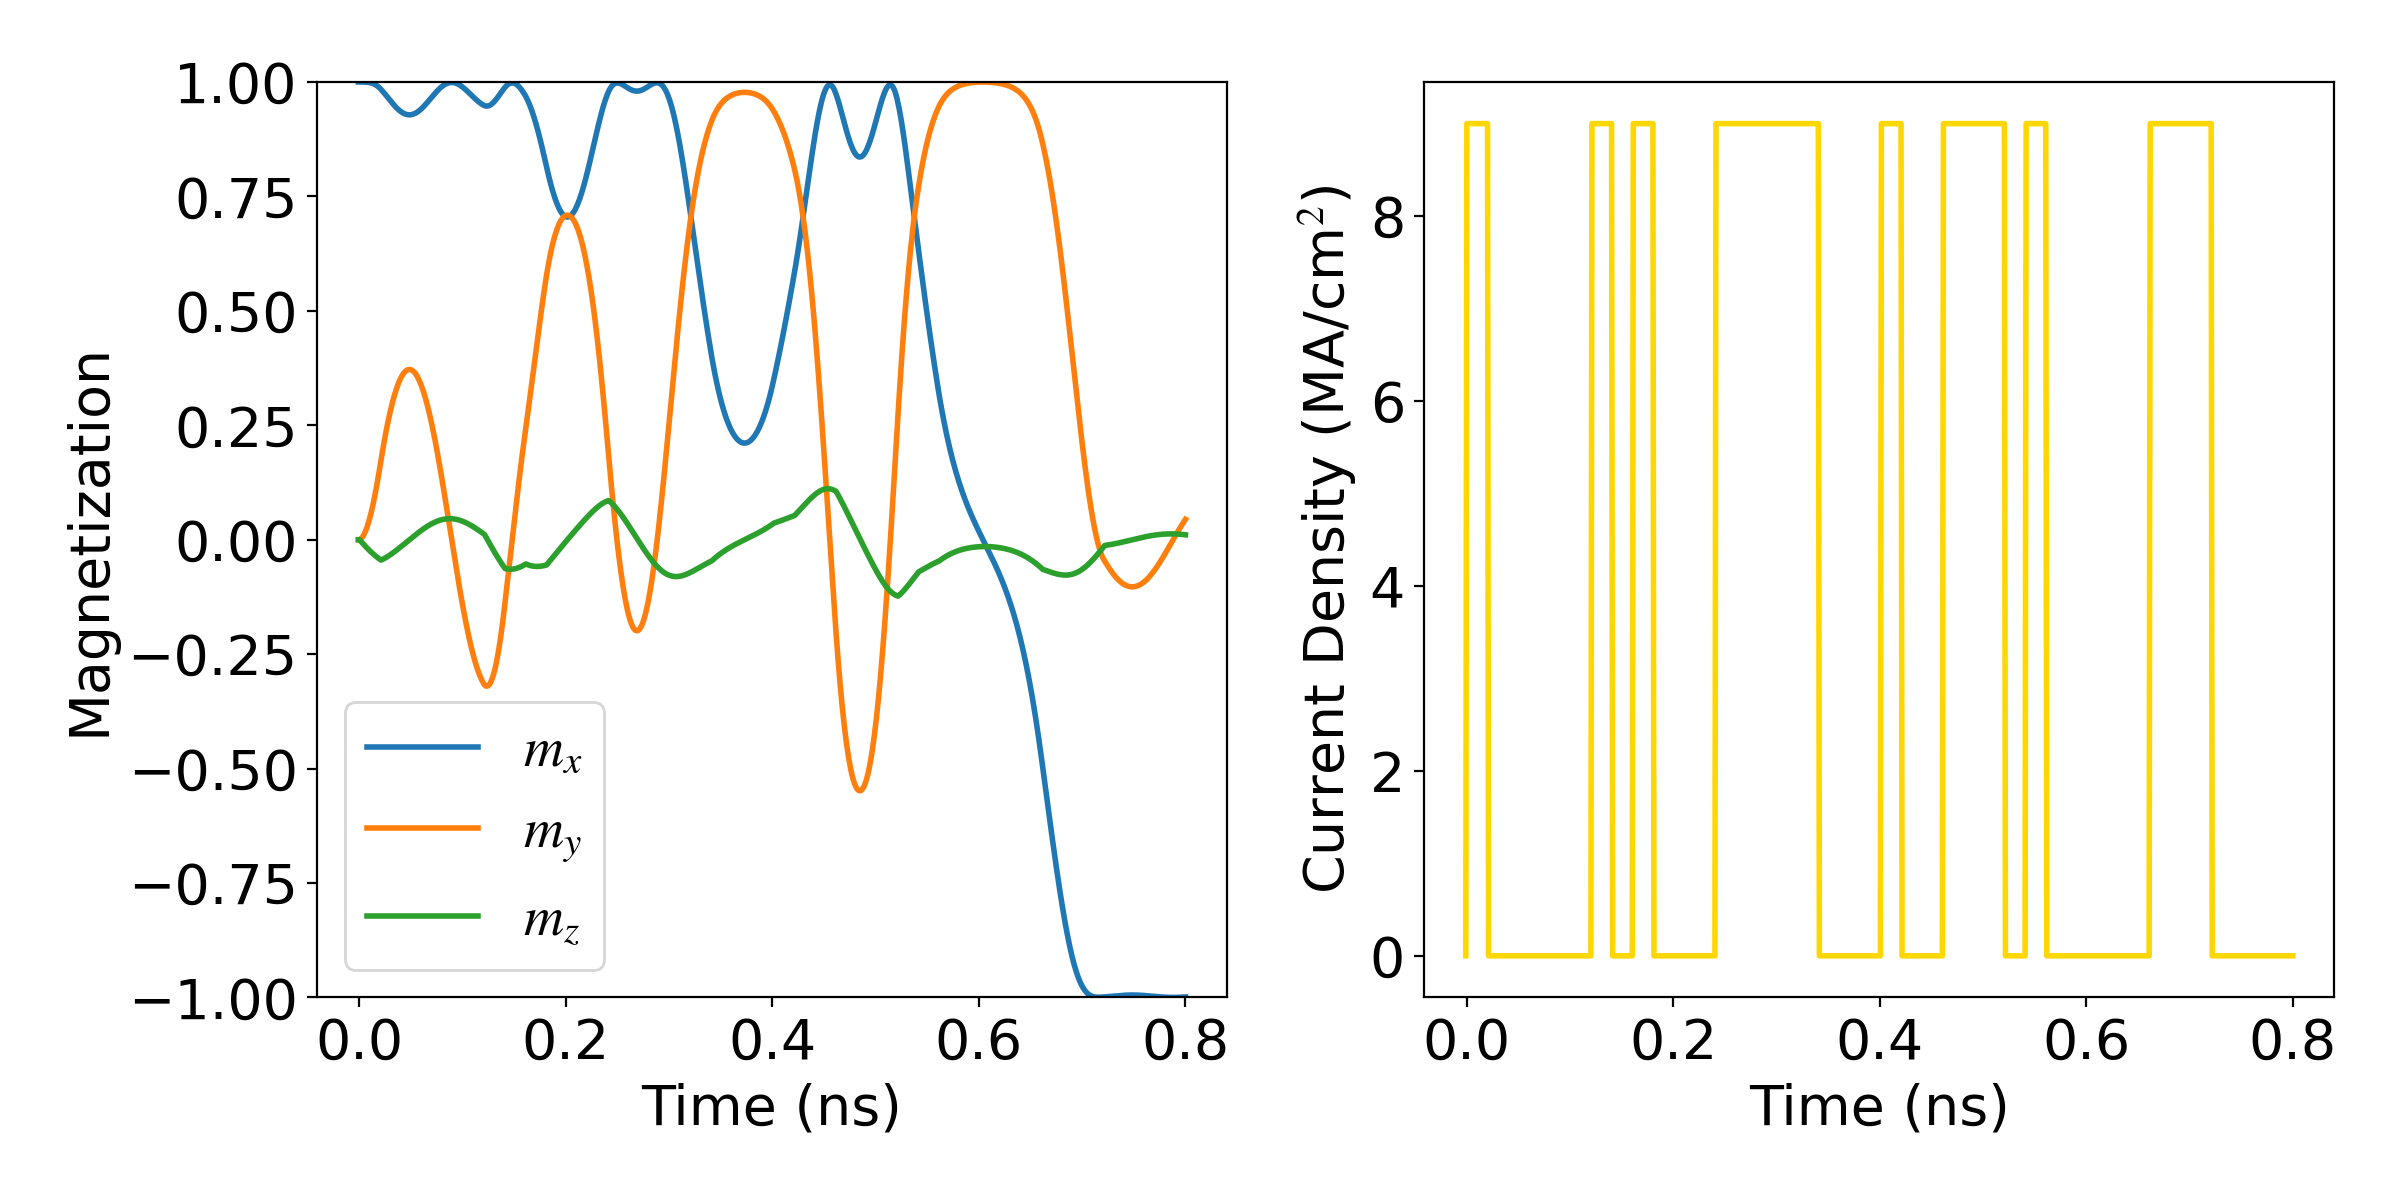 Magnetization
1.00
0.75
0.50
0.25
0.00
−0.25
−0.50
−0.75
−1.00
m_x
m_y
m_z
0.0 0.2 0.4 0.6 0.8
Time (ns)
Current Density (MA/cm²)
8
6
4
2
0
0.0 0.2 0.4 0.6 0.8
Time (ns)